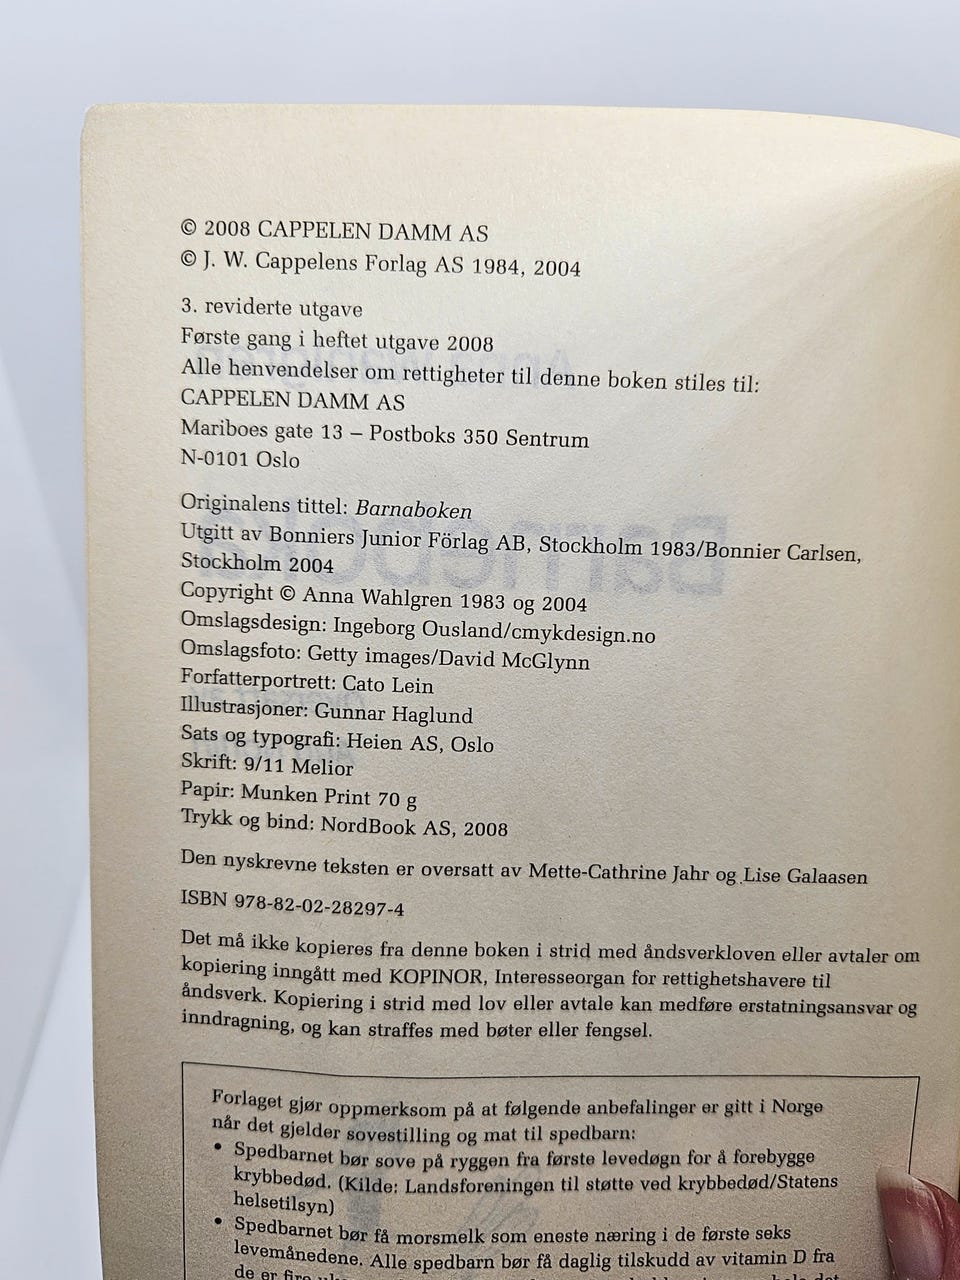 © 2008 CAPPELEN DAMM AS
© J. W. Cappelens Forlag AS 1984, 2004
3. reviderte utgave
Første gang i heftet utgave 2008
Alle henvendelser om rettigheter til denne boken stiles til:
CAPPELEN DAMM AS
Mariboes gate 13 – Postboks 350 Sentrum
N-0101 Oslo
Originalens tittel: Barnaboken
Utgitt av Bonniers Junior Förlag AB, Stockholm 1983/Bonnier Carlsen,
Stockholm 2004
Copyright © Anna Wahlgren 1983 og 2004
Omslagsdesign: Ingeborg Ousland/cmykdesign.no
Omslagsfoto: Getty images/David McGlynn
Forfatterportrett: Cato Lein
Illustrasjoner: Gunnar Haglund
Sats og typografi: Heien AS, Oslo
Skrift: 9/11 Melior
Papir: Munken Print 70 g
Trykk og bind: NordBook AS, 2008
Den nyskrevne teksten er oversatt av Mette-Cathrine Jahr og Lise Galaasen
ISBN 978-82-02-28297-4
Det må ikke kopieres fra denne boken i strid med åndsverkloven eller avtaler om
kopiering inngått med KOPINOR, Interesseorgan for rettighetshavere til
åndsverk. Kopiering i strid med lov eller avtale kan medføre erstatningsansvar og
inndragning, og kan straffes med bøter eller fengsel.
Forlaget gjør oppmerksom på at følgende anbefalinger er gitt i Norge
når det gjelder sovestilling og mat til spedbarn:
• Spedbarnet bør sove på ryggen fra første levedøgn for å forebygge
krybbedød. (Kilde: Landsforeningen til støtte ved krybbedød/Statens
helsetilsyn)
• Spedbarnet bør få morsmelk som eneste næring i de første seks
levemånedene. Alle spedbarn bør få daglig tilskudd av vitamin D fra
de er fire